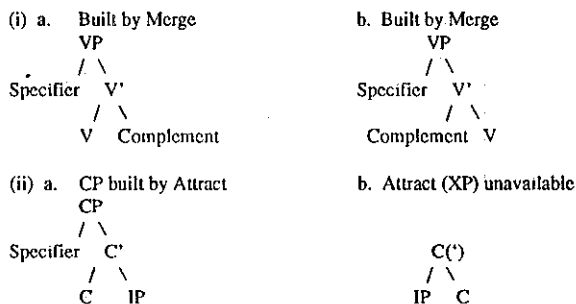 (i) a. Built by Merge b. Built by Merge
VP VP
/ \ / \
Specifier V' Specifier V'
/ \ / \
V Complement Complement V
(ii) a. CP built by Attract b. Attract (XP) unavailable
CP
/ \
Specifier C' C(‘)
/ \ / \
C IP IP C